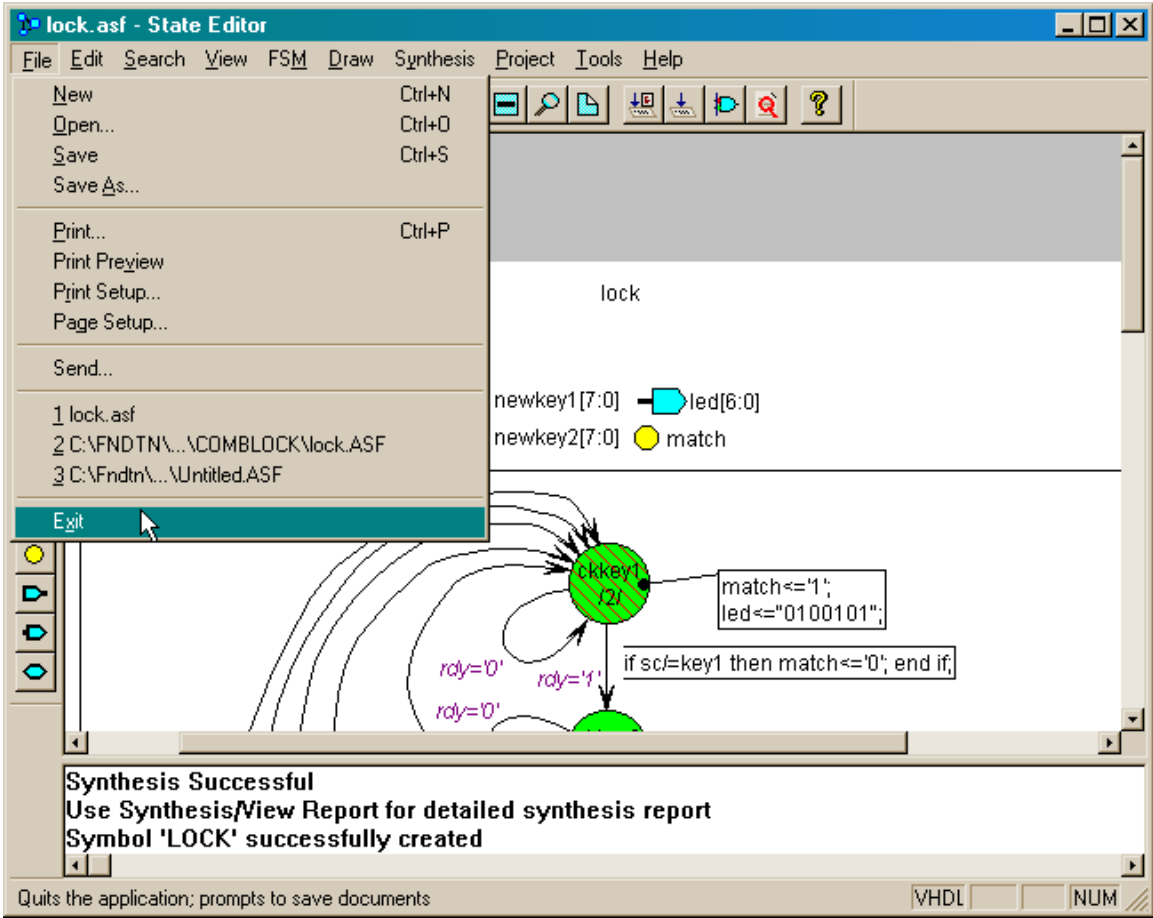 lock.asf - State Editor
File Edit Search View FSM Draw Synthesis Project Tools Help
New Ctrl+N
Open... Ctrl+O
Save Ctrl+S
Save As...
Print... Ctrl+P
Print Preview
Print Setup...
Page Setup...
Send...
1 lock.asf
2 C:\FNDTN\...\COMBLOCK\lock.ASF
3 C:\Fndtn\...\Untitled.ASF
Exit
lock
newkey1[7:0] led[6:0]
newkey2[7:0] match
ckkey1
/2/
match<='1';
led<="0100101";
rdy='0'
rdy='1'
if sc/=key1 then match<='0'; end if;
rdy='0'
Synthesis Successful
Use Synthesis/View Report for detailed synthesis report
Symbol 'LOCK' successfully created
Quits the application; prompts to save documents VHDL NUM